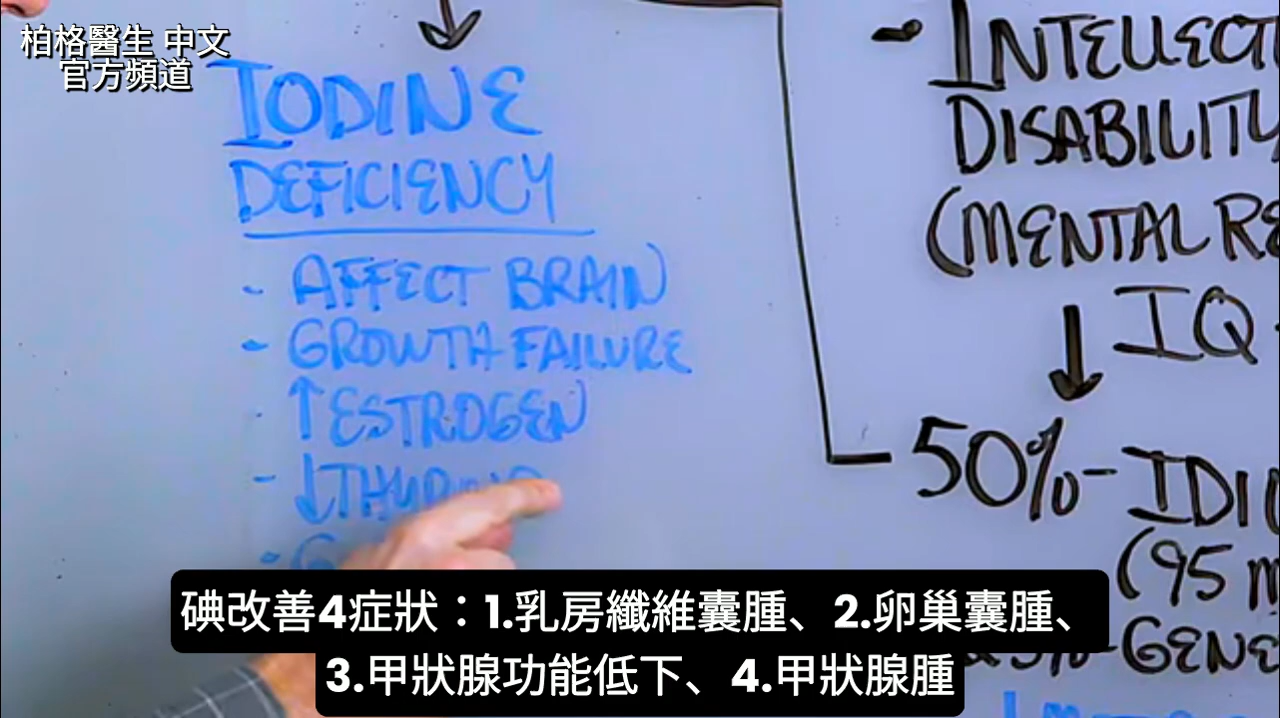 柏格醫生 中文
官方頻道
IODINE
DEFICIENCY
- AFFECT BRAIN
- GROWTH FAILURE
- ↑ESTROGEN
- ↓
DISABILITY
(MENTAL
↓ IQ
50%-
(95
碘改善4症狀：1.乳房纖維囊腫、2.卵巢囊腫、
3.甲狀腺功能低下、4.甲狀腺腫